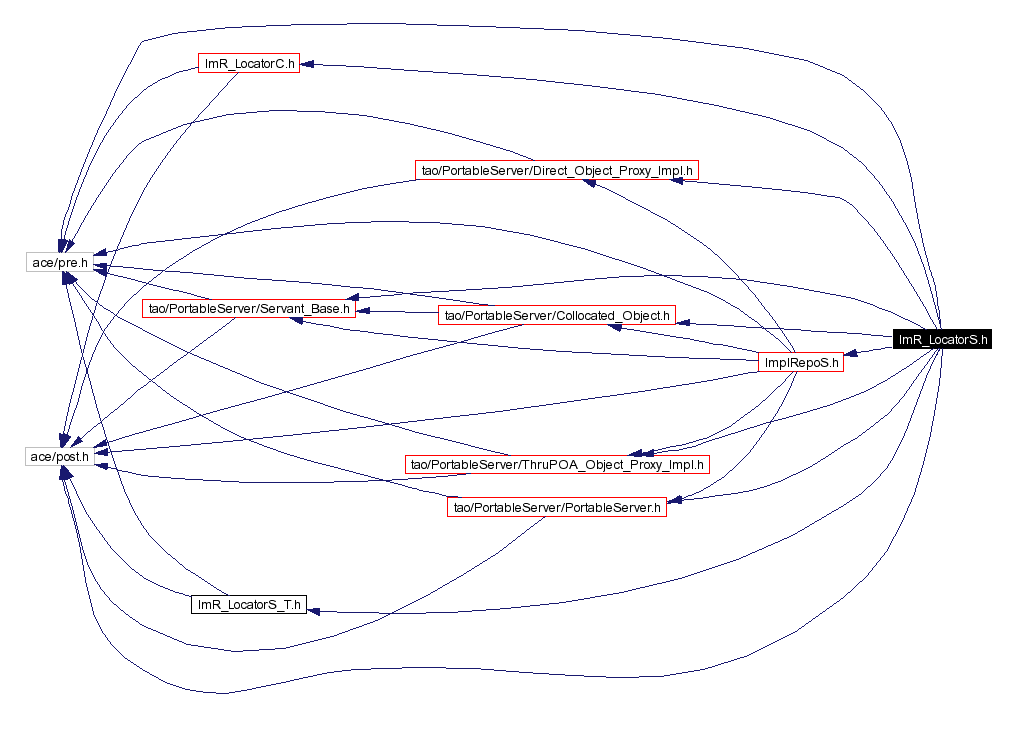 ImR_LocatorC.h
tao/PortableServer/Direct_Object_Proxy_Impl.h
ace/pre.h
tao/PortableServer/Servant_Base.h
tao/PortableServer/Collocated_Object.h
ImR_LocatorS.h
ImplRepoS.h
ace/post.h
tao/PortableServer/ThruPOA_Object_Proxy_Impl.h
tao/PortableServer/PortableServer.h
ImR_LocatorS_T.h